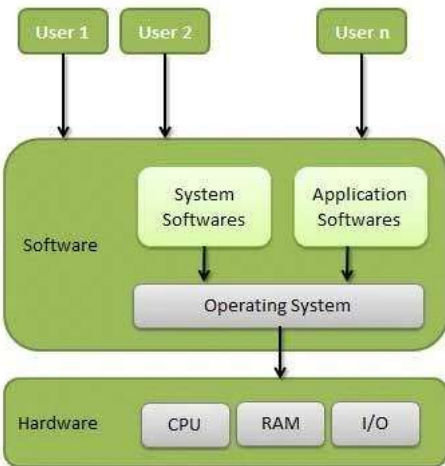 User 1
User 2
User n
System
Softwares
Application
Softwares
Software
Operating System
Hardware
CPU
RAM
I/O